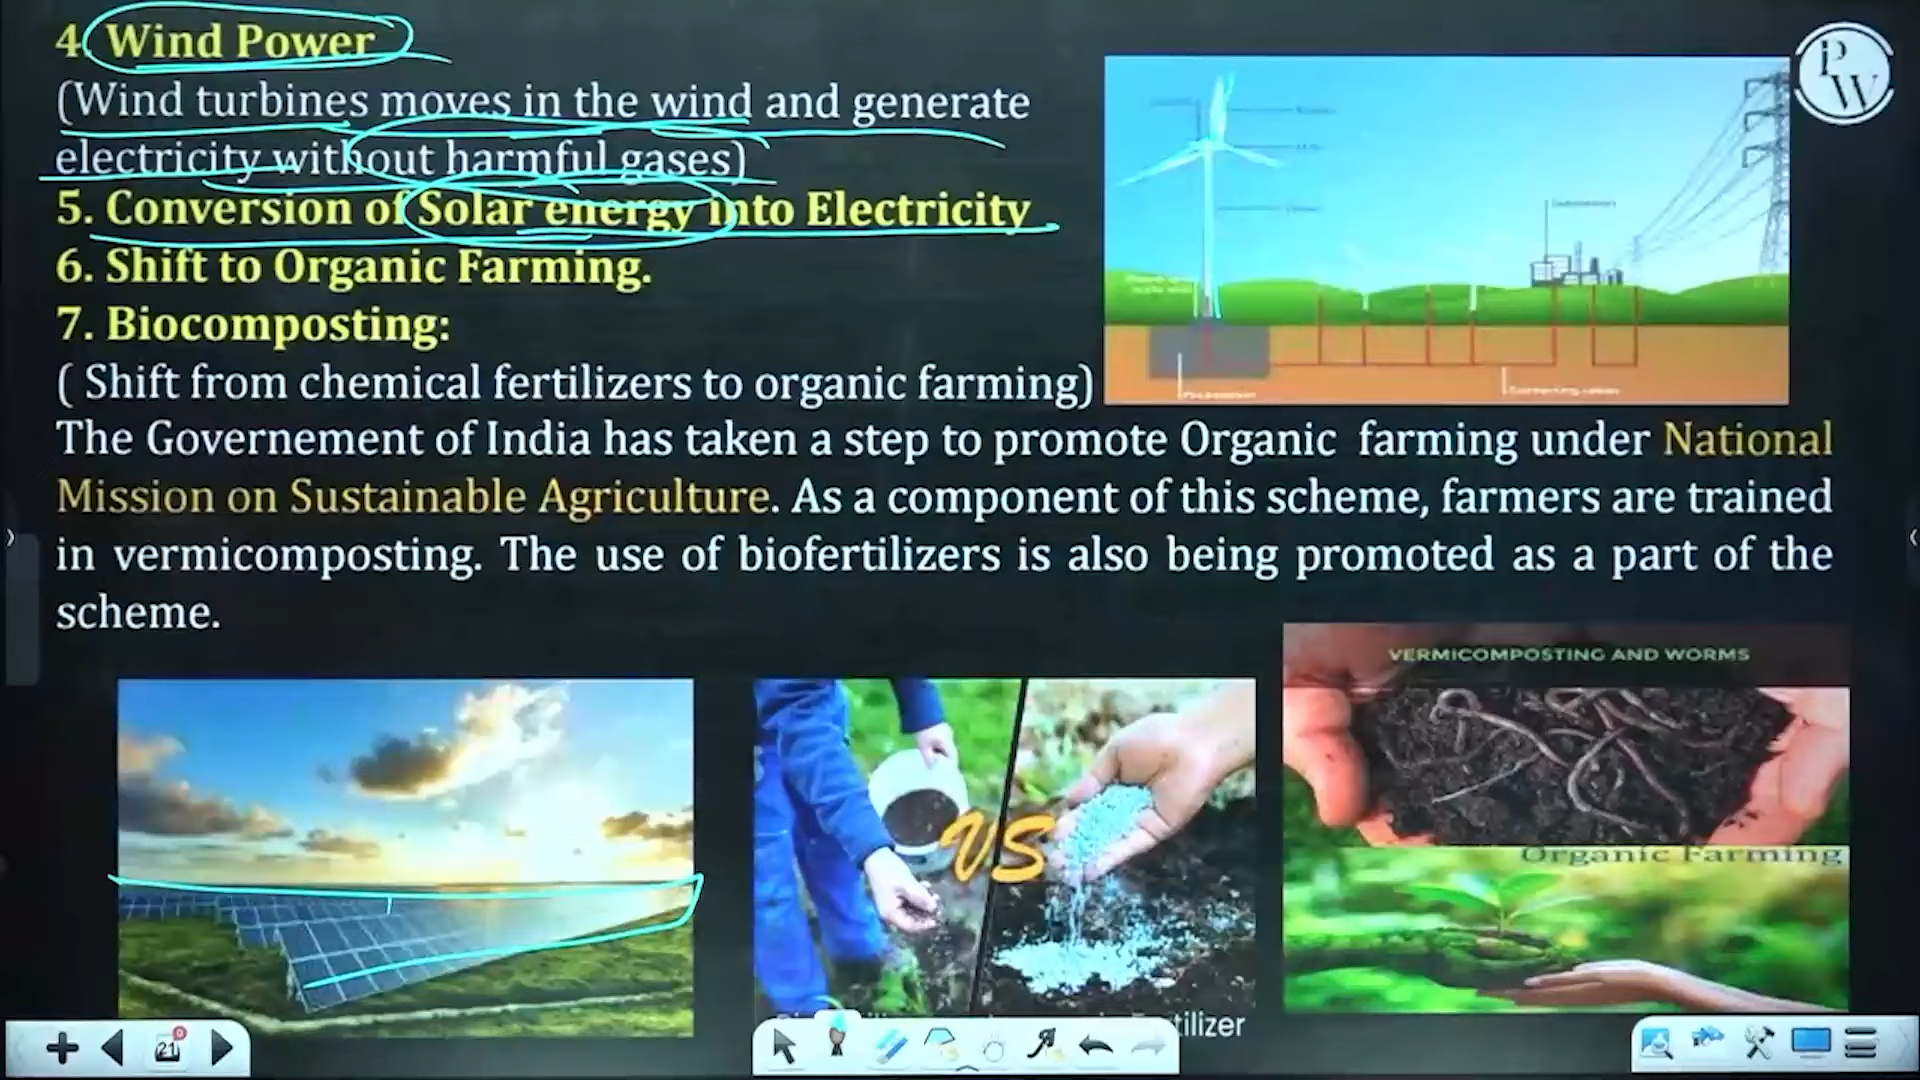 4. Wind Power
(Wind turbines moves in the wind and generate
electricity without harmful gases)
5. Conversion of Solar energy into Electricity
6. Shift to Organic Farming.
7. Biocomposting:
( Shift from chemical fertilizers to organic farming)
The Governement of India has taken a step to promote Organic farming under National
Mission on Sustainable Agriculture. As a component of this scheme, farmers are trained
in vermicomposting. The use of biofertilizers is also being promoted as a part of the
scheme.
PW
VERMICOMPOSTING AND WORMS
VS
Organic Farming
21
0